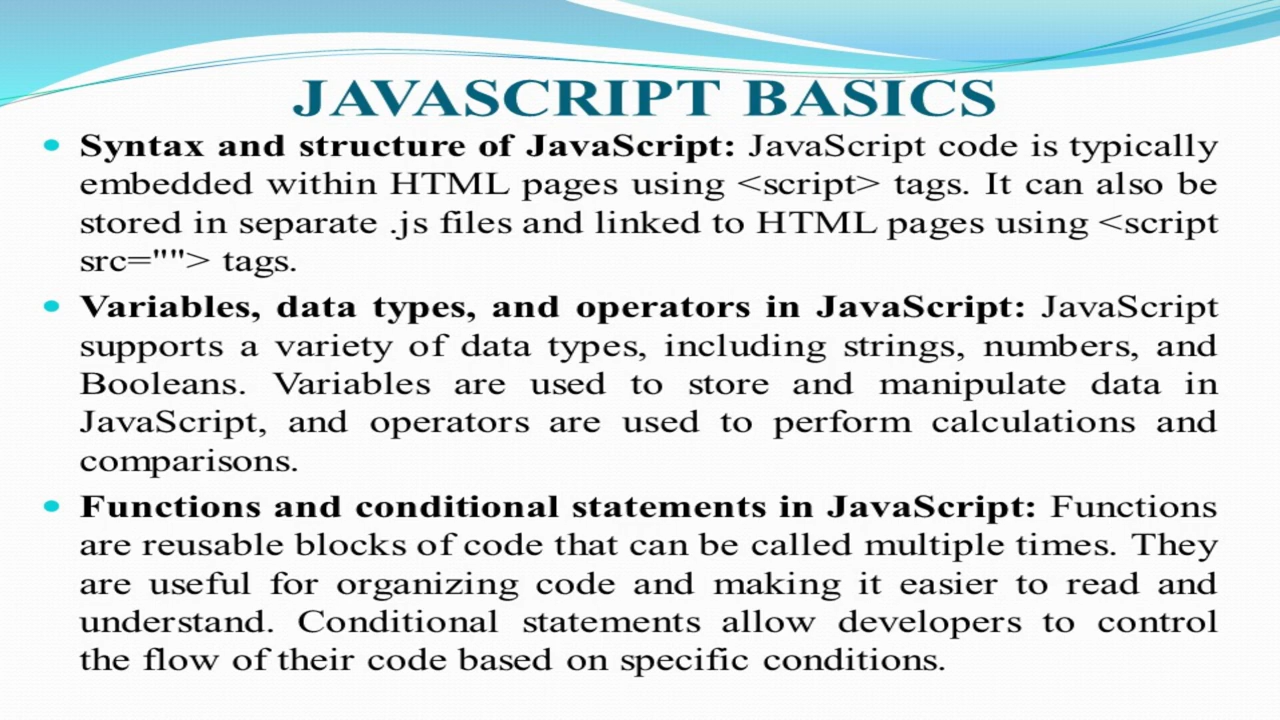 JAVASCRIPT BASICS
• Syntax and structure of JavaScript: JavaScript code is typically
embedded within HTML pages using <script> tags. It can also be
stored in separate .js files and linked to HTML pages using <script
src=""> tags.
• Variables, data types, and operators in JavaScript: JavaScript
supports a variety of data types, including strings, numbers, and
Booleans. Variables are used to store and manipulate data in
JavaScript, and operators are used to perform calculations and
comparisons.
• Functions and conditional statements in JavaScript: Functions
are reusable blocks of code that can be called multiple times. They
are useful for organizing code and making it easier to read and
understand. Conditional statements allow developers to control
the flow of their code based on specific conditions.